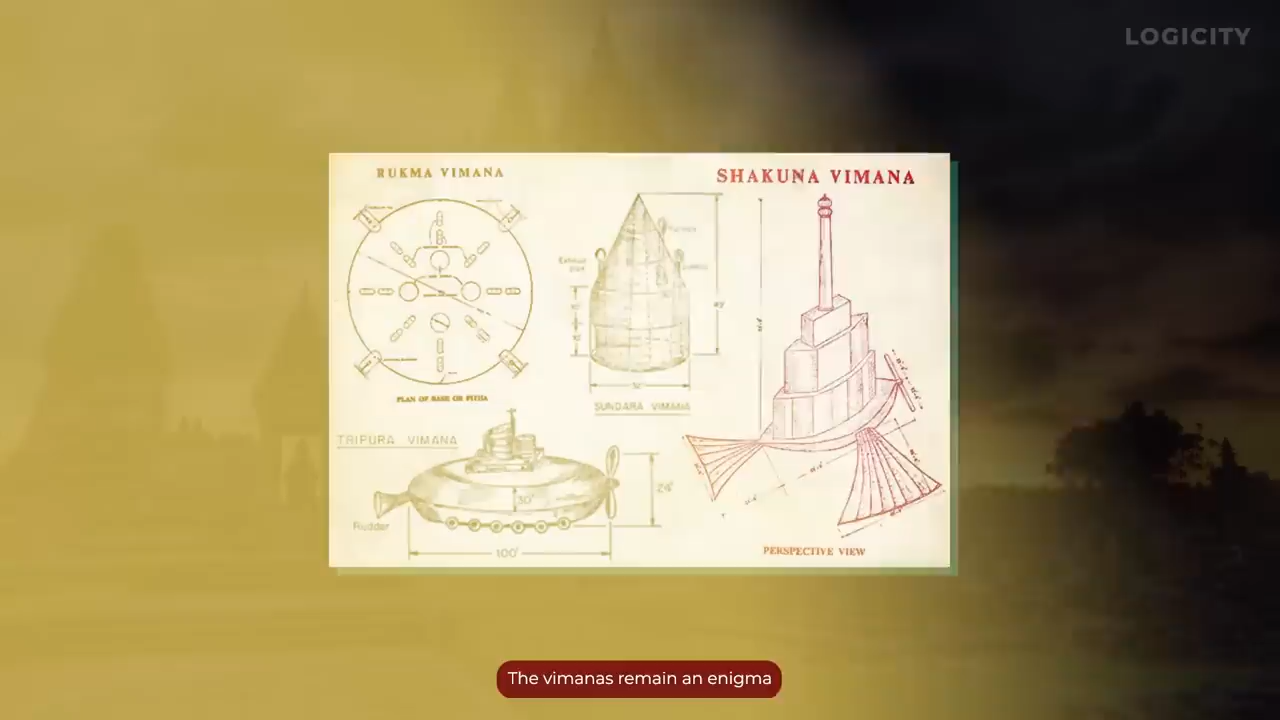 LOGICITY
RUKMA VIMANA
SHAKUNA VIMANA
PLAN OF BASE OR PITHA
SUNDARA VIMANA
TRIPURA VIMANA
30'
24'
Rudder
100'
PERSPECTIVE VIEW
The vimanas remain an enigma